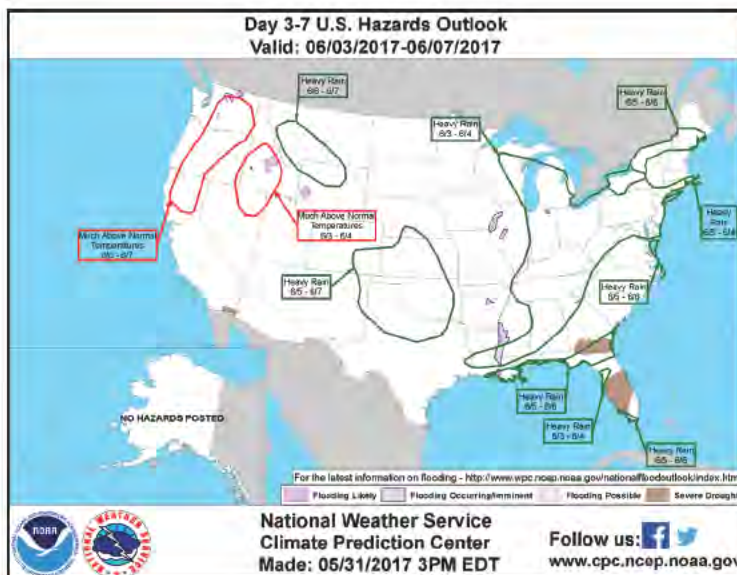 Day 3-7 U.S. Hazards Outlook
Valid: 06/03/2017-06/07/2017
Heavy Rain
6/6 - 6/7
Heavy Rain
6/3 - 6/4
Heavy Rain
6/5 - 6/6
Much Above Normal
Temperatures
6/7
Much Above Normal
Temperatures
6/3 - 6/4
Heavy
Rain
Heavy Rain
6/5 - 6/7
Heavy Rain
NO HAZARDS POSTED
Heavy Rain
6/5 - 6/6
Heavy Rain
6/3 - 6/4
Heavy Rain
6/5 - 6/6
For the latest information on flooding - http://www.wpc.ncep.noaa.gov/nationalfloodoutlook/index.htm
Flooding Likely
Flooding Occurring/Imminent
Flooding Possible
Severe Drought
NOAA
NATIONAL WEATHER SERVICE
National Weather Service
Climate Prediction Center
Made: 05/31/2017 3PM EDT
Follow us:
www.cpc.ncep.noaa.gov